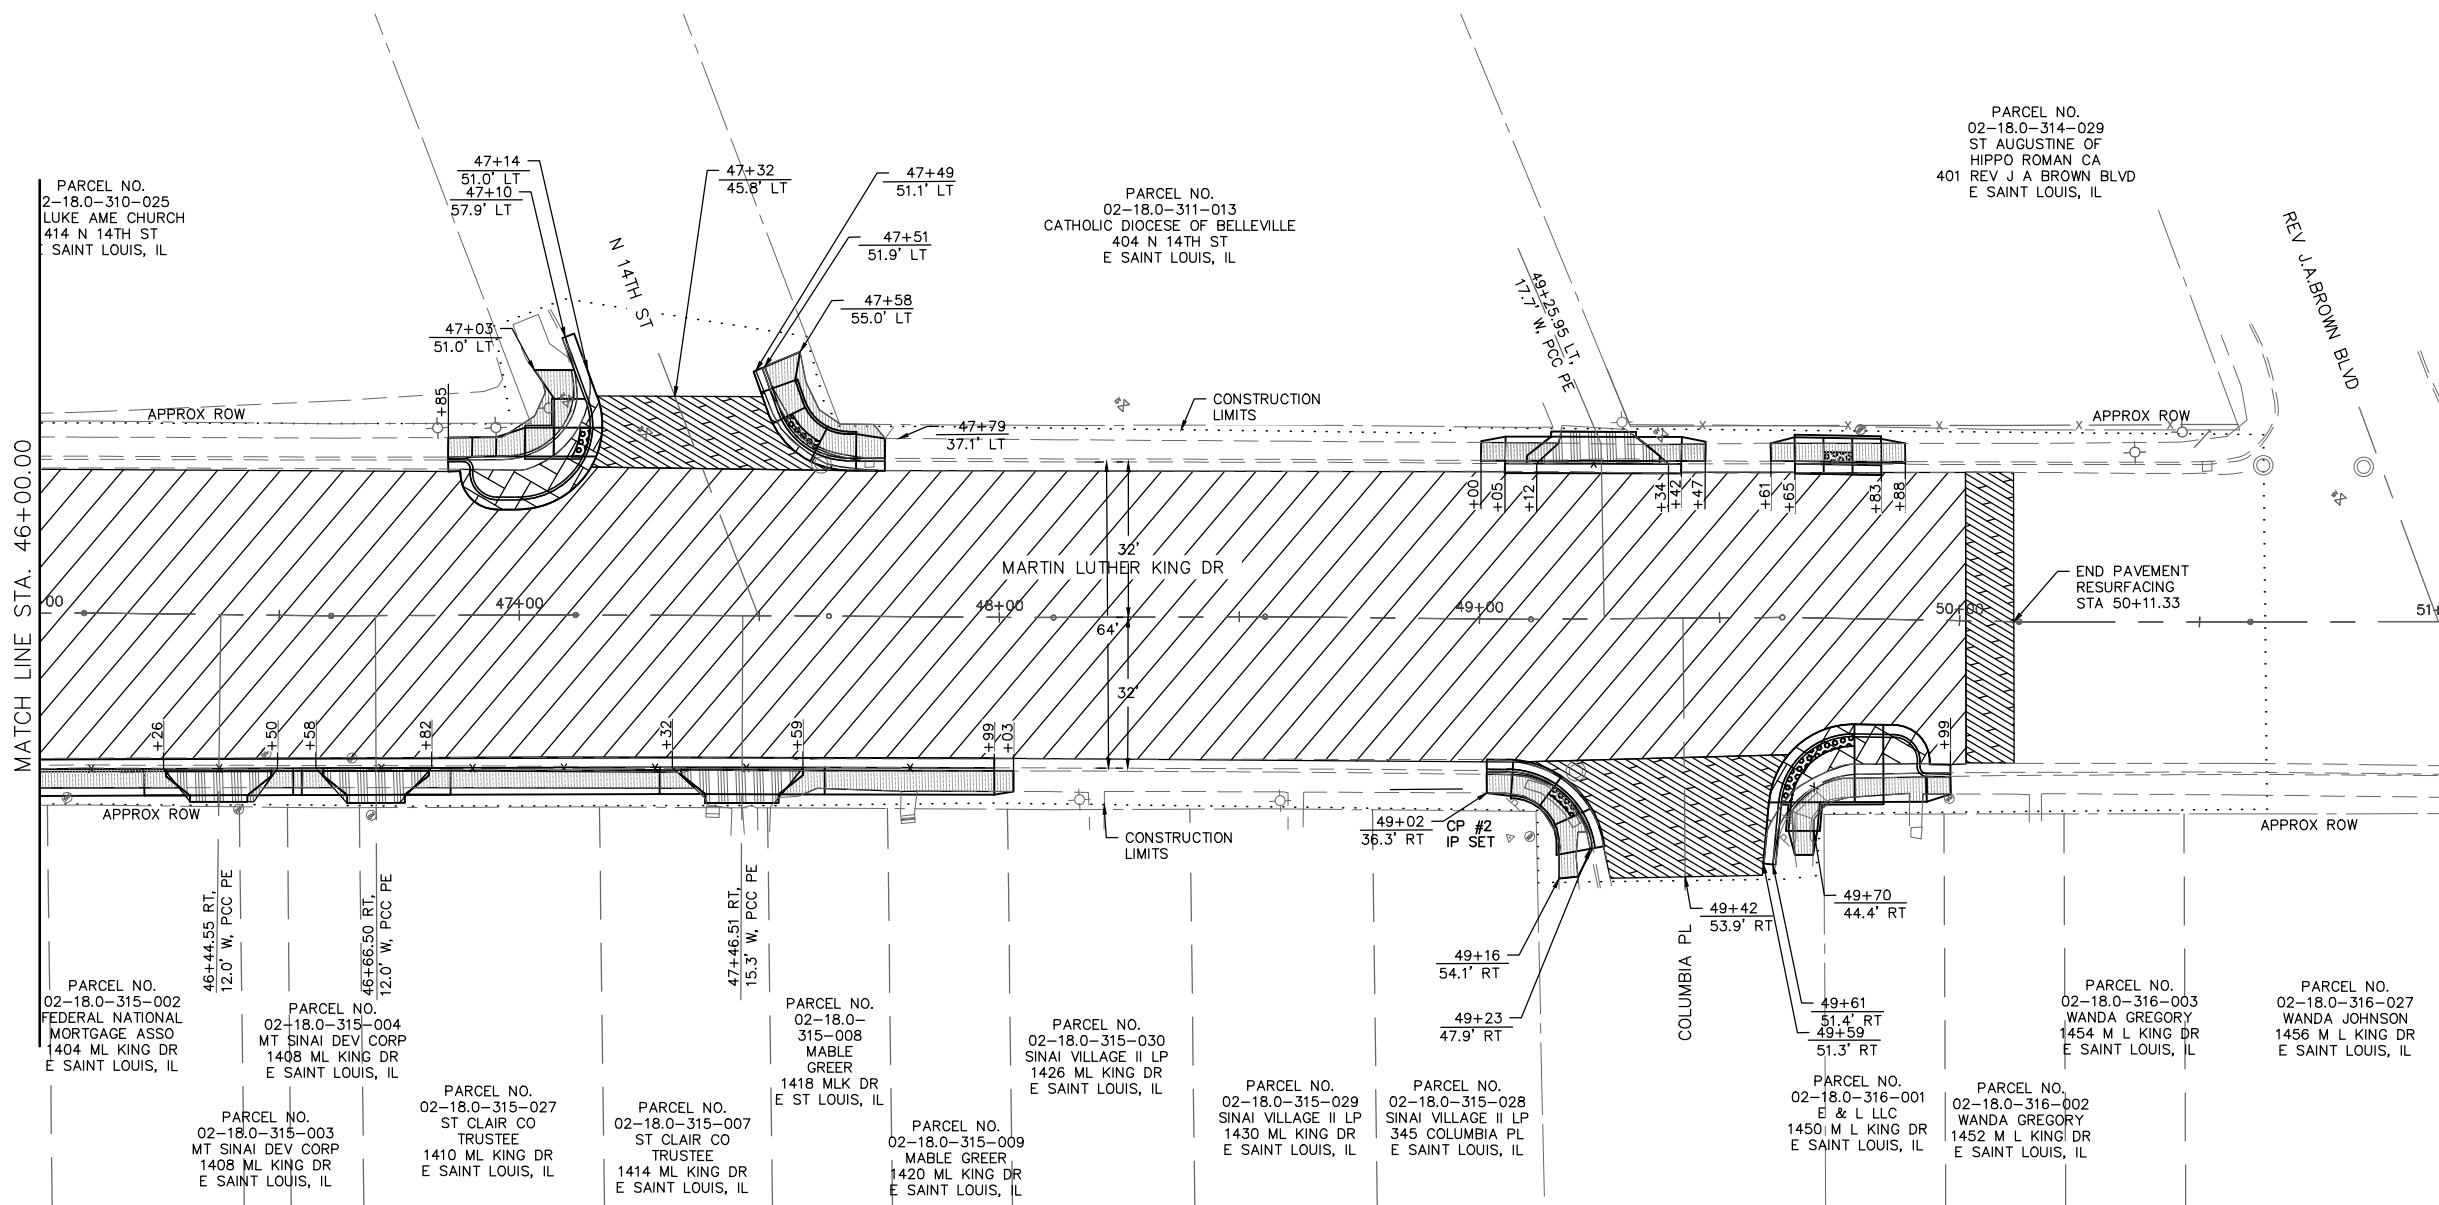 MATCH LINE STA. 46+00.00
PARCEL NO.
2-18.0-310-025
LUKE AME CHURCH
414 N 14TH ST
E SAINT LOUIS, IL
47+14
51.0' LT
47+10
57.9' LT
47+03
51.0' LT
+85
APPROX ROW
N 14TH ST
47+32
45.8' LT
47+49
51.1' LT
47+51
51.9' LT
47+58
55.0' LT
47+79
37.1' LT
PARCEL NO.
02-18.0-311-013
CATHOLIC DIOCESE OF BELLEVILLE
404 N 14TH ST
E SAINT LOUIS, IL
CONSTRUCTION
LIMITS
49+25.95 LT,
17.7' W, PCC PE
PARCEL NO.
02-18.0-314-029
ST AUGUSTINE OF
HIPPO ROMAN CA
401 REV J A BROWN BLVD
E SAINT LOUIS, IL
REV J.A.BROWN BLVD
APPROX ROW
+00
+05
+12
+34
+42
+47
+61
+65
+83
+88
32'
MARTIN LUTHER KING DR
64'
32'
00
47+00
48+00
49+00
50+00
51+
END PAVEMENT
RESURFACING
STA 50+11.33
+26
+50
+58
+82
+32
+59
+99
+03
+99
APPROX ROW
CONSTRUCTION
LIMITS
49+02
36.3' RT
CP #2
IP SET
APPROX ROW
46+44.55 RT,
12.0' W, PCC PE
46+66.50 RT,
12.0' W, PCC PE
47+46.51 RT,
15.3' W, PCC PE
49+16
54.1' RT
49+23
47.9' RT
COLUMBIA PL
49+42
53.9' RT
49+70
44.4' RT
49+61
51.4' RT
49+59
51.3' RT
PARCEL NO.
02-18.0-315-002
FEDERAL NATIONAL
MORTGAGE ASSO
1404 ML KING DR
E SAINT LOUIS, IL
PARCEL NO.
02-18.0-315-003
MT SINAI DEV CORP
1408 ML KING DR
E SAINT LOUIS, IL
PARCEL NO.
02-18.0-315-004
MT SINAI DEV CORP
1408 ML KING DR
E SAINT LOUIS, IL
PARCEL NO.
02-18.0-315-027
ST CLAIR CO
TRUSTEE
1410 ML KING DR
E SAINT LOUIS, IL
PARCEL NO.
02-18.0-315-007
ST CLAIR CO
TRUSTEE
1414 ML KING DR
E SAINT LOUIS, IL
PARCEL NO.
02-18.0-
315-008
MABLE
GREER
1418 MLK DR
E ST LOUIS, IL
PARCEL NO.
02-18.0-315-009
MABLE GREER
1420 ML KING DR
E SAINT LOUIS, IL
PARCEL NO.
02-18.0-315-030
SINAI VILLAGE II LP
1426 ML KING DR
E SAINT LOUIS, IL
PARCEL NO.
02-18.0-315-029
SINAI VILLAGE II LP
1430 ML KING DR
E SAINT LOUIS, IL
PARCEL NO.
02-18.0-315-028
SINAI VILLAGE II LP
345 COLUMBIA PL
E SAINT LOUIS, IL
PARCEL NO.
02-18.0-316-001
E & L LLC
1450 M L KING DR
E SAINT LOUIS, IL
PARCEL NO.
02-18.0-316-002
WANDA GREGORY
1452 M L KING DR
E SAINT LOUIS, IL
PARCEL NO.
02-18.0-316-003
WANDA GREGORY
1454 M L KING DR
E SAINT LOUIS, IL
PARCEL NO.
02-18.0-316-027
WANDA JOHNSON
1456 M L KING DR
E SAINT LOUIS, IL